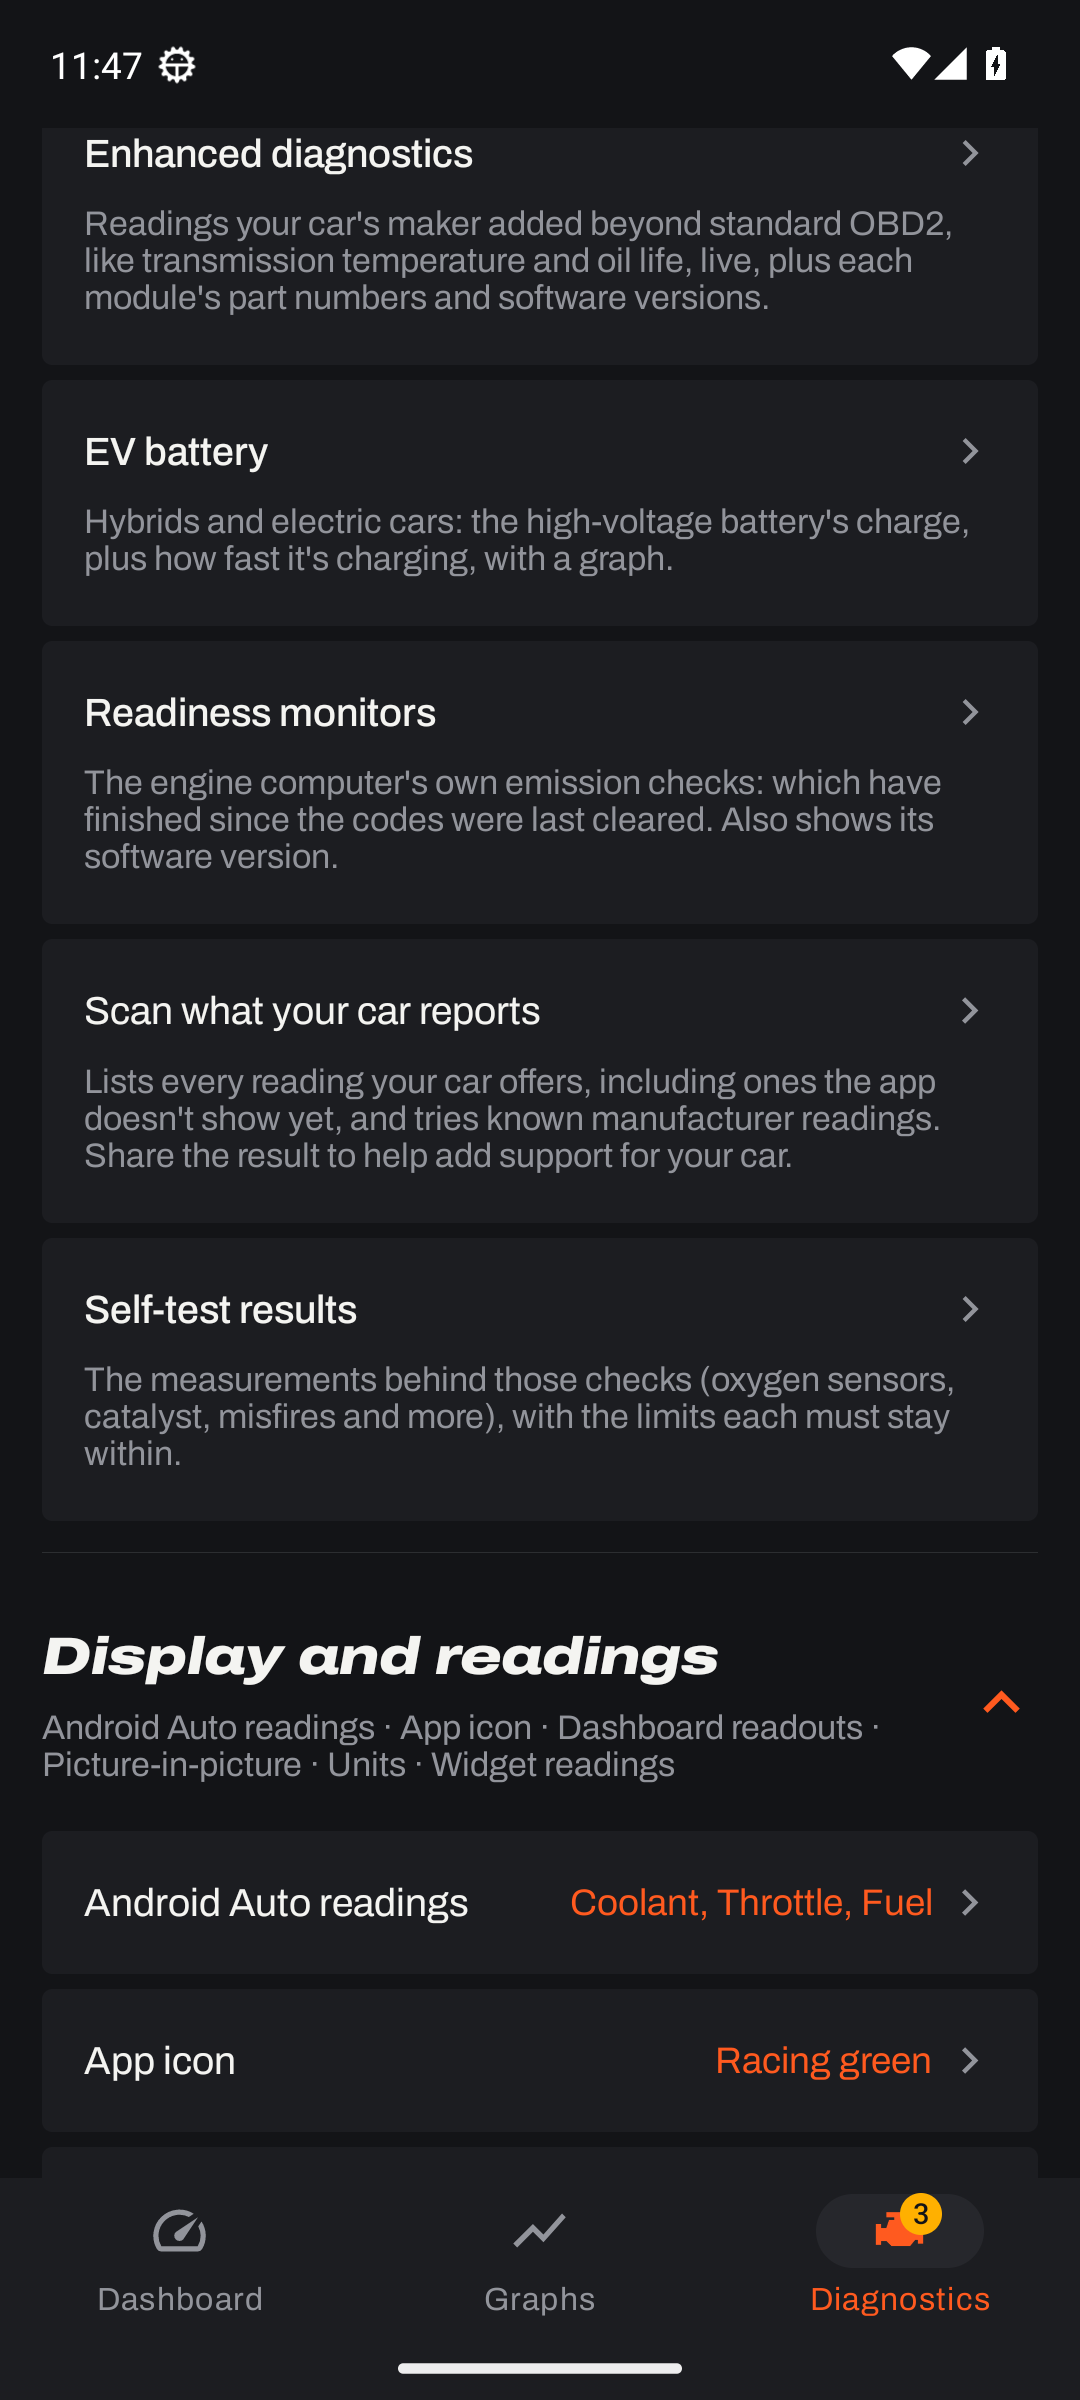 11:47
Enhanced diagnostics
Readings your car's maker added beyond standard OBD2,
like transmission temperature and oil life, live, plus each
module's part numbers and software versions.
EV battery
Hybrids and electric cars: the high-voltage battery's charge,
plus how fast it's charging, with a graph.
Readiness monitors
The engine computer's own emission checks: which have
finished since the codes were last cleared. Also shows its
software version.
Scan what your car reports
Lists every reading your car offers, including ones the app
doesn't show yet, and tries known manufacturer readings.
Share the result to help add support for your car.
Self-test results
The measurements behind those checks (oxygen sensors,
catalyst, misfires and more), with the limits each must stay
within.
Display and readings
Android Auto readings · App icon · Dashboard readouts ·
Picture-in-picture · Units · Widget readings
Android Auto readings Coolant, Throttle, Fuel
App icon Racing green
3
Dashboard Graphs Diagnostics